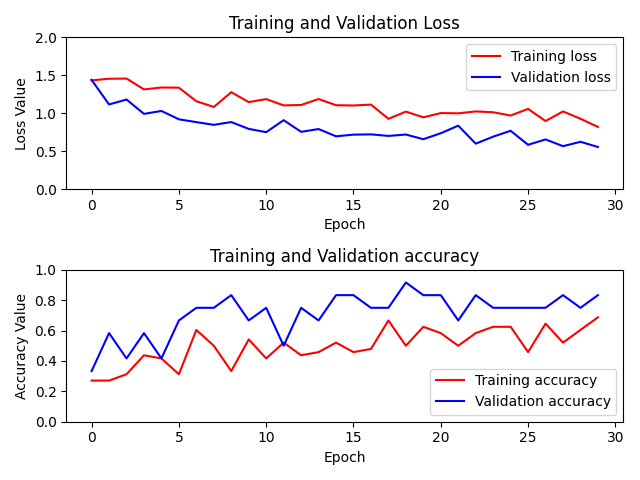 Training and Validation Loss
2.0
1.5
1.0
0.5
0.0
Loss Value
Training loss
Validation loss
0 5 10 15 20 25 30
Epoch
Training and Validation accuracy
1.0
0.8
0.6
0.4
0.2
0.0
Accuracy Value
Training accuracy
Validation accuracy
0 5 10 15 20 25 30
Epoch